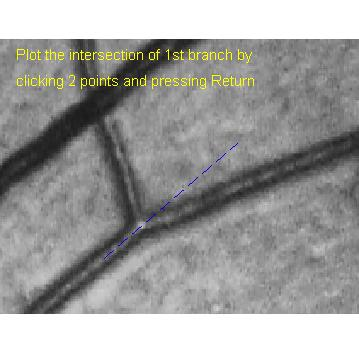 Plot the intersection of 1st branch by
clicking 2 points and pressing Return